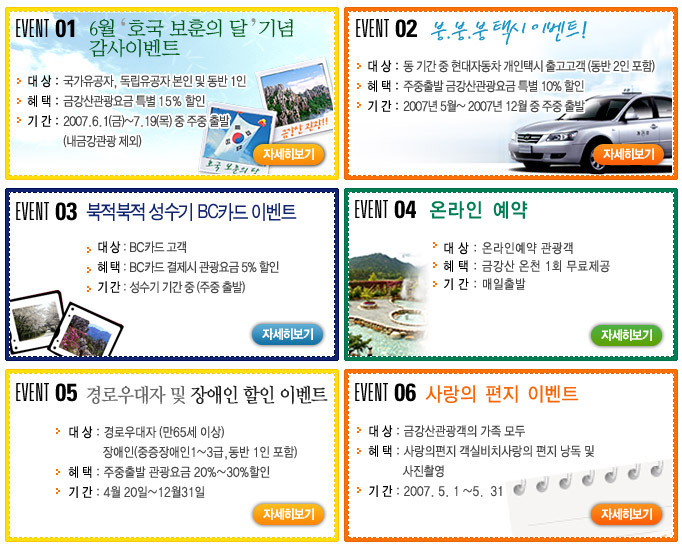 EVENT 01 6월 '호국 보훈의 달' 기념
감사이벤트
대 상 : 국가유공자, 독립유공자 본인 및 동반 1인
혜 택 : 금강산관광요금 특별 15% 할인
기 간 : 2007.6.1(금)~7.19(목) 중 주중 출발
(내금강관광 제외)
금강산 관광!!
호국 보훈의 달
자세히보기
EVENT 02 붕.붕.붕 택시 이벤트!
대 상 : 동 기간 중 현대자동차 개인택시 출고고객 (동반 2인 포함)
혜 택 : 주중출발 금강산관광요금 특별 10% 할인
기 간 : 2007년 5월~ 2007년 12월 중 주중 출발
자세히보기
EVENT 03 북적북적 성수기 BC카드 이벤트
대 상 : BC카드 고객
혜 택 : BC카드 결제시 관광요금 5% 할인
기 간 : 성수기 기간 중 (주중 출발)
자세히보기
EVENT 04 온라인 예약
대 상 : 온라인예약 관광객
혜 택 : 금강산 온천 1회 무료제공
기 간 : 매일출발
자세히보기
EVENT 05 경로우대자 및 장애인 할인 이벤트
대 상 : 경로우대자 (만65세 이상)
장애인(중증장애인1~3급,동반 1인 포함)
혜 택 : 주중출발 관광요금 20%~30%할인
기 간 : 4월 20일~12월31일
자세히보기
EVENT 06 사랑의 편지 이벤트
대 상 : 금강산관광객의 가족 모두
혜 택 : 사랑의편지 객실비치사랑의 편지 낭독 및
사진촬영
기 간 : 2007. 5. 1 ~5. 31
자세히보기